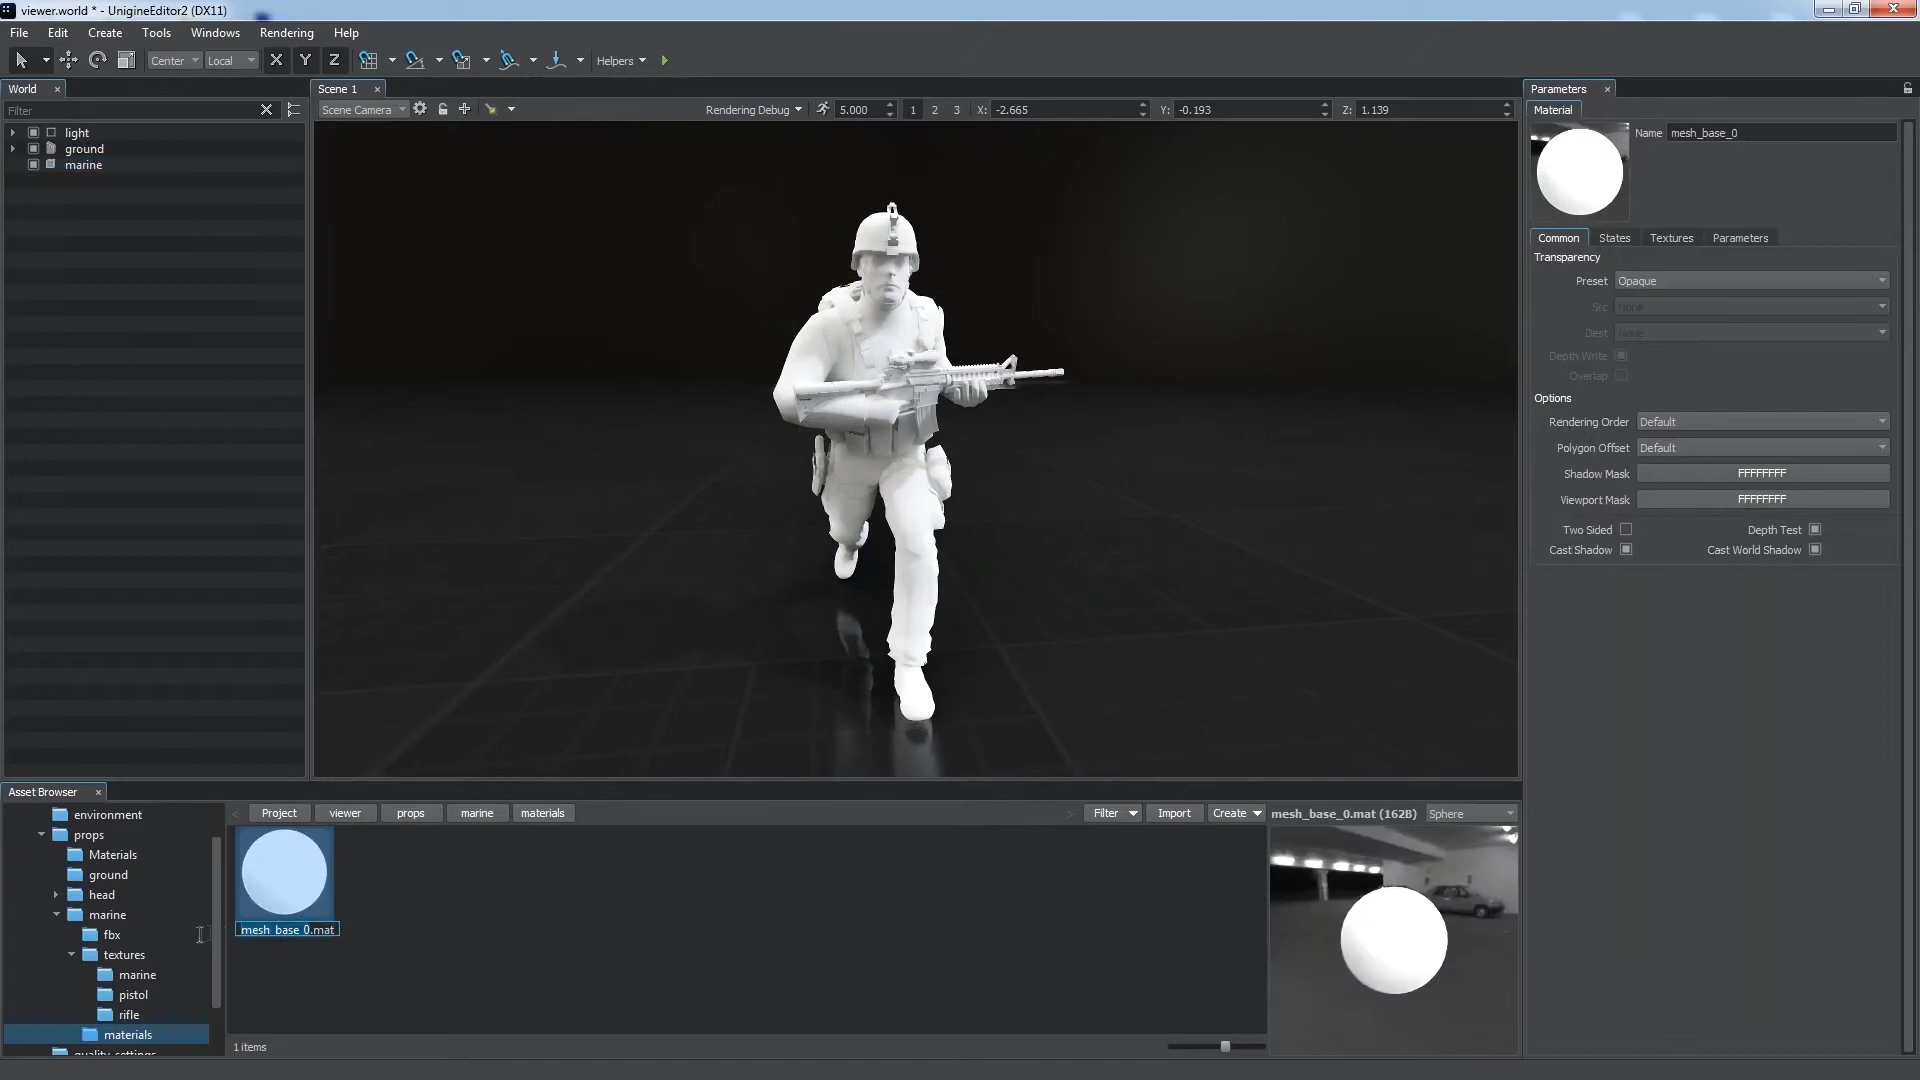 viewer.world * - UnigineEditor2 (DX11)
File Edit Create Tools Windows Rendering Help
Center Local X Y Z Helpers
World
Filter
light
ground
marine
Scene 1
Scene Camera Rendering Debug 5.000 1 2 3 X: -2.665 Y: -0.193 Z: 1.139
Parameters
Material
Name mesh_base_0
Common States Textures Parameters
Transparency
Preset Opaque
Src None
Dest None
Depth Write
Overlap
Options
Rendering Order Default
Polygon Offset Default
Shadow Mask FFFFFFFF
Viewport Mask FFFFFFFF
Two Sided Depth Test
Cast Shadow Cast World Shadow
Asset Browser
environment
props
Materials
ground
head
marine
fbx
textures
marine
pistol
rifle
materials
quality_settings
Project viewer props marine materials
Filter Import Create
mesh_base_0.mat (162B) Sphere
mesh_base_0.mat
1 items